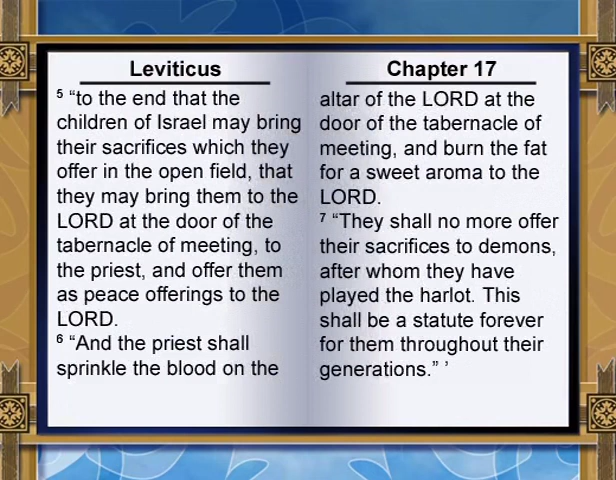 Leviticus
⁵ “to the end that the
children of Israel may bring
their sacrifices which they
offer in the open field, that
they may bring them to the
LORD at the door of the
tabernacle of meeting, to
the priest, and offer them
as peace offerings to the
LORD.
⁶ “And the priest shall
sprinkle the blood on the
Chapter 17
altar of the LORD at the
door of the tabernacle of
meeting, and burn the fat
for a sweet aroma to the
LORD.
⁷ “They shall no more offer
their sacrifices to demons,
after whom they have
played the harlot. This
shall be a statute forever
for them throughout their
generations.” ’